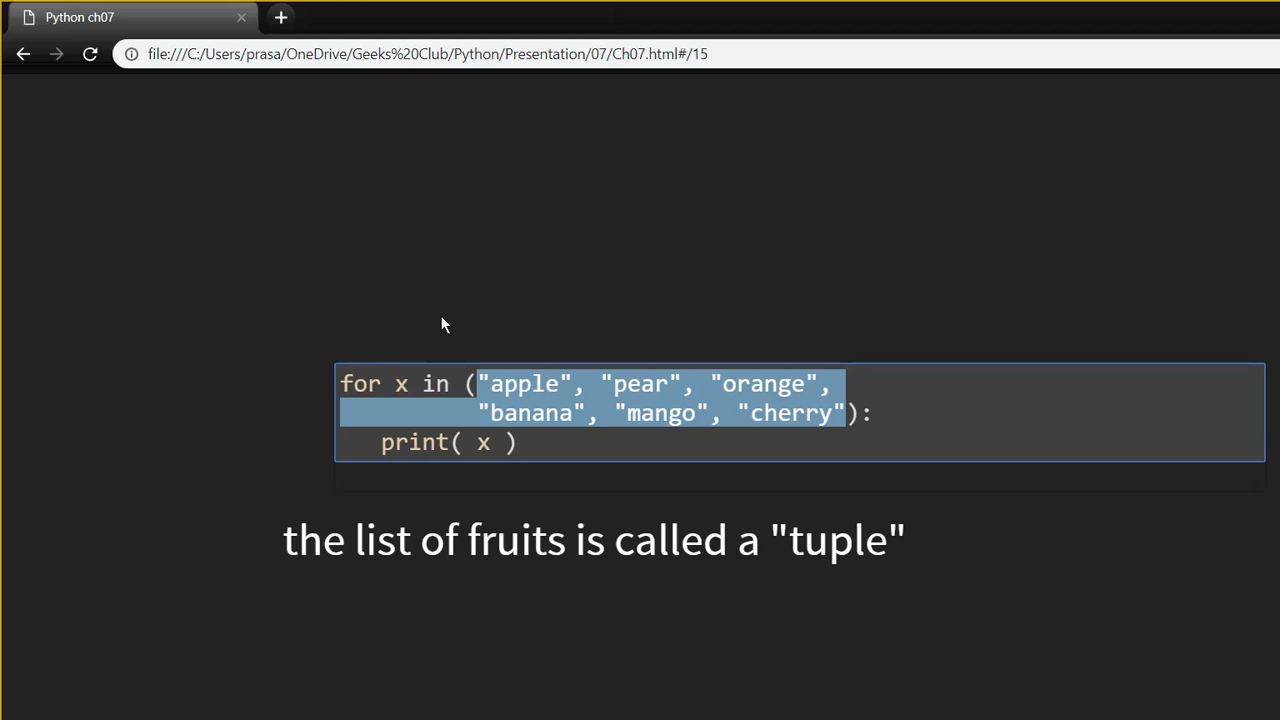 Python ch07
file:///C:/Users/prasa/OneDrive/Geeks%20Club/Python/Presentation/07/Ch07.html#/15
for x in ("apple", "pear", "orange",
"banana", "mango", "cherry"):
print( x )
the list of fruits is called a "tuple"